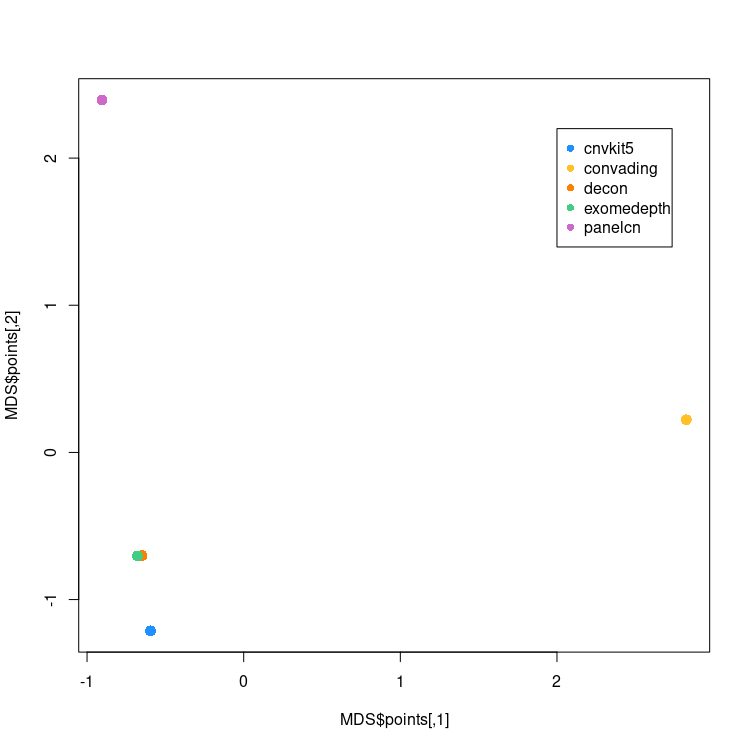 cnvkit5
convading
decon
exomedepth
panelcn
2
1
0
-1
MDS$points[,2]
-1 0 1 2
MDS$points[,1]